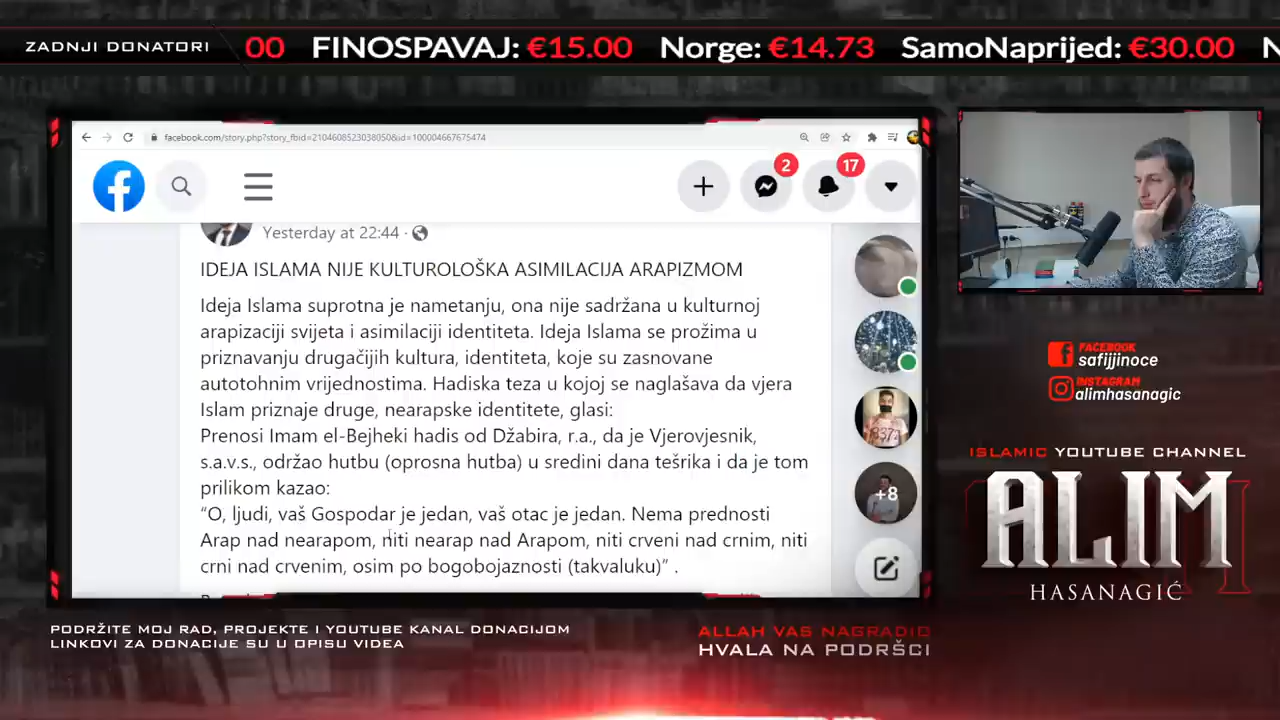 ZADNJI DONATORI
00 FINOSPAVAJ: €15.00 Norge: €14.73 SamoNaprijed: €30.00 N
facebook.com/story.php?story_fbid=2104608523038050&id=100004667675474
2
17
Yesterday at 22:44 ·
IDEJA ISLAMA NIJE KULTUROLOŠKA ASIMILACIJA ARAPIZMOM
Ideja Islama suprotna je nametanju, ona nije sadržana u kulturnoj
arapizaciji svijeta i asimilaciji identiteta. Ideja Islama se prožima u
priznavanju drugačijih kultura, identiteta, koje su zasnovane
autotohnim vrijednostima. Hadiska teza u kojoj se naglašava da vjera
Islam priznaje druge, nearapske identitete, glasi:
Prenosi Imam el-Bejheki hadis od Džabira, r.a., da je Vjerovjesnik,
s.a.v.s., održao hutbu (oprosna hutba) u sredini dana tešrika i da je tom
prilikom kazao:
“O, ljudi, vaš Gospodar je jedan, vaš otac je jedan. Nema prednosti
Arap nad nearapom, niti nearap nad Arapom, niti crveni nad crnim, niti
crni nad crvenim, osim po bogobojaznosti (takvaluku)” .
+8
FACEBOOK
safijjinoce
INSTAGRAM
alimhasanagic
ISLAMIC YOUTUBE CHANNEL
ALIM
HASANAGIĆ
PODRŽITE MOJ RAD, PROJEKTE I YOUTUBE KANAL DONACIJOM
LINKOVI ZA DONACIJE SU U OPISU VIDEA
ALLAH VAS NAGRADIO
HVALA NA PODRŠCI